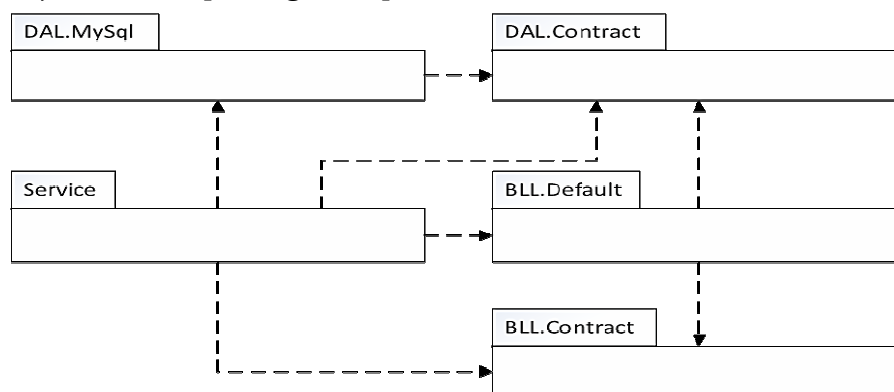 DAL.MySql
DAL.Contract
Service
BLL.Default
BLL.Contract